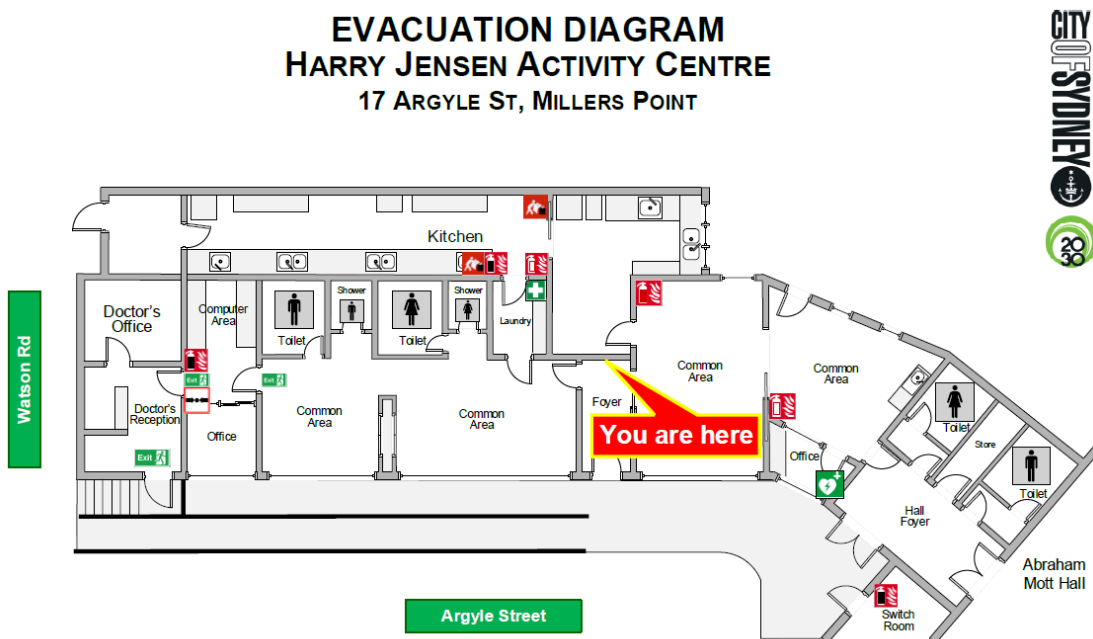 EVACUATION DIAGRAM
HARRY JENSEN ACTIVITY CENTRE
17 ARGYLE ST, MILLERS POINT
CITY OF SYDNEY
2030
Kitchen
Doctor's
Office
Computer
Area
Shower
Shower
Toilet
Toilet
Laundry
Watson Rd
Exit
Exit
Doctor's
Reception
Exit
Office
Common
Area
Common
Area
Foyer
You are here
Common
Area
Common
Area
Office
Toilet
Store
Toilet
Hall
Foyer
Abraham
Mott Hall
Switch
Room
Argyle Street